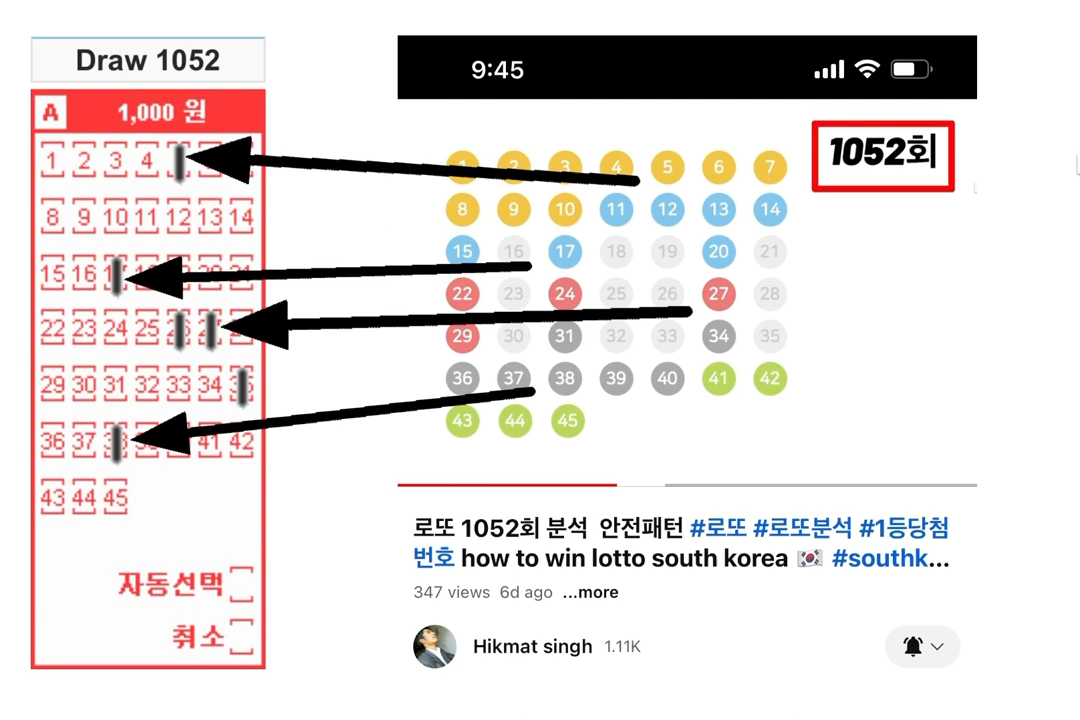 Draw 1052
A 1,000 원
1 2 3 4
8 9 10 11 12 13 14
15 16
22 23 24 25
29 30 31 32 33 34
36 37 41 42
43 44 45
자동선택
취소
9:45
1052회
1 2 3 4 5 6 7
8 9 10 11 12 13 14
15 16 17 18 19 20 21
22 23 24 25 26 27 28
29 30 31 32 33 34 35
36 37 38 39 40 41 42
43 44 45
로또 1052회 분석 안전패턴 #로또 #로또분석 #1등당첨
번호 how to win lotto south korea 🇰🇷 #southk...
347 views 6d ago ...more
Hikmat singh 1.11K